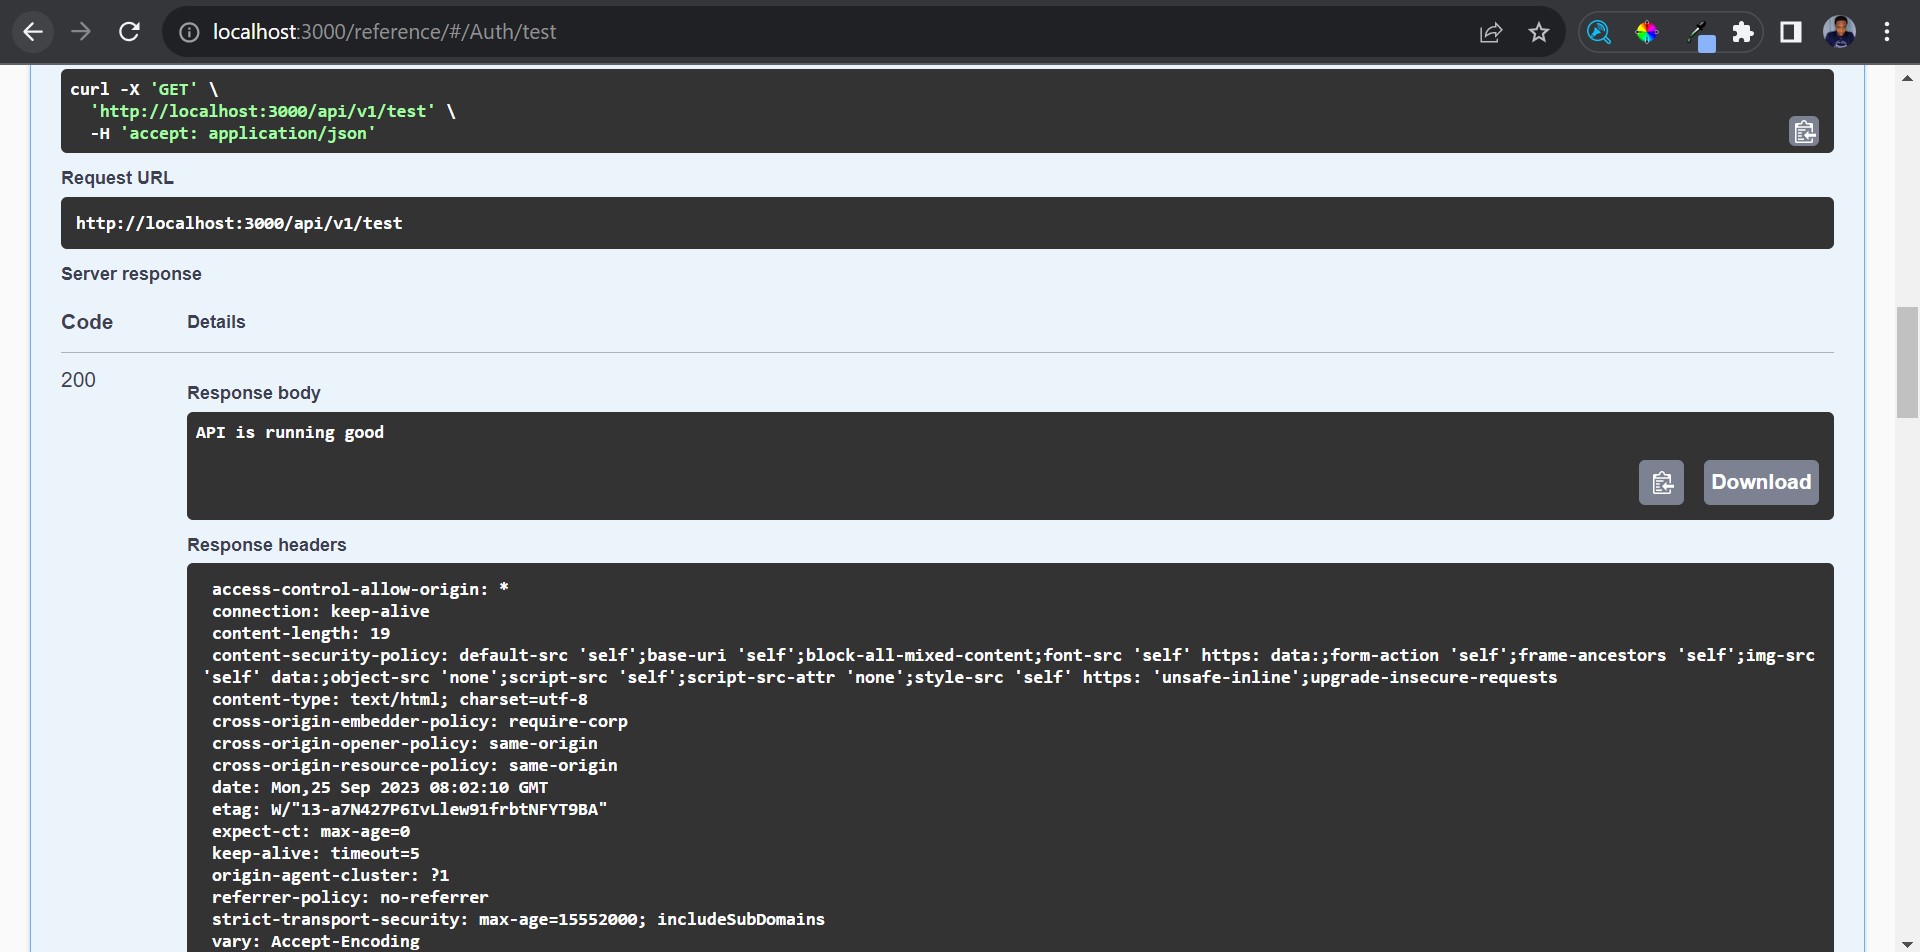 localhost:3000/reference/#/Auth/test
curl -X 'GET' \
'http://localhost:3000/api/v1/test' \
-H 'accept: application/json'
Request URL
http://localhost:3000/api/v1/test
Server response
Code Details
200
Response body
API is running good
Download
Response headers
access-control-allow-origin: *
connection: keep-alive
content-length: 19
content-security-policy: default-src 'self';base-uri 'self';block-all-mixed-content;font-src 'self' https: data:;form-action 'self';frame-ancestors 'self';img-src
'self' data:;object-src 'none';script-src 'self';script-src-attr 'none';style-src 'self' https: 'unsafe-inline';upgrade-insecure-requests
content-type: text/html; charset=utf-8
cross-origin-embedder-policy: require-corp
cross-origin-opener-policy: same-origin
cross-origin-resource-policy: same-origin
date: Mon,25 Sep 2023 08:02:10 GMT
etag: W/"13-a7N427P6IvLlew91frbtNFYT9BA"
expect-ct: max-age=0
keep-alive: timeout=5
origin-agent-cluster: ?1
referrer-policy: no-referrer
strict-transport-security: max-age=15552000; includeSubDomains
vary: Accept-Encoding